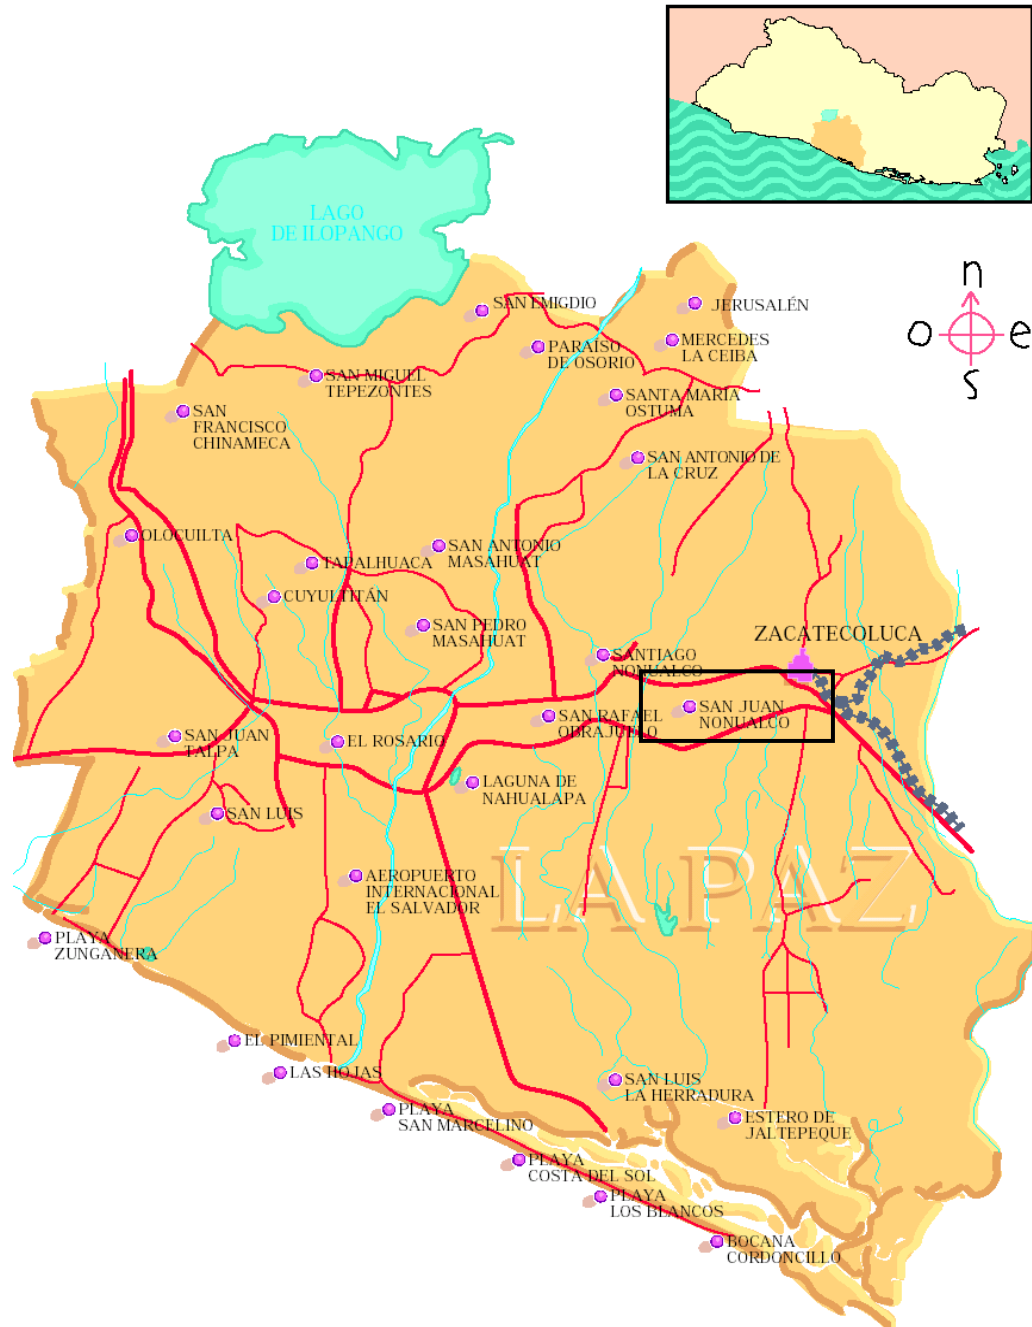 LAGO
DE ILOPANGO
n
o
e
s
SAN EMIGDIO
JERUSALÉN
PARAISO
DE OSORIO
MERCEDES
LA CEIBA
SAN MIGUEL
TEPEZONTES
SANTA MARIA
OSTUMA
SAN
FRANCISCO
CHINAMECA
SAN ANTONIO DE
LA CRUZ
OLOCUILTA
SAN ANTONIO
MASAHUAT
TAPALHUACA
CUYULTITÁN
SAN PEDRO
MASAHUAT
ZACATECOLUCA
SANTIAGO
NONUALCO
SAN JUAN
NONUALCO
SAN RAFAEL
OBRAJUELO
SAN JUAN
TALPA
EL ROSARIO
LAGUNA DE
NAHUALAPA
SAN LUIS
LA PAZ
AEROPUERTO
INTERNACIONAL
EL SALVADOR
PLAYA
ZUNGANERA
EL PIMIENTAL
LAS HOJAS
SAN LUIS
LA HERRADURA
PLAYA
SAN MARCELINO
ESTERO DE
JALTEPEQUE
PLAYA
COSTA DEL SOL
PLAYA
LOS BLANCOS
BOCANA
CORDONCILLO